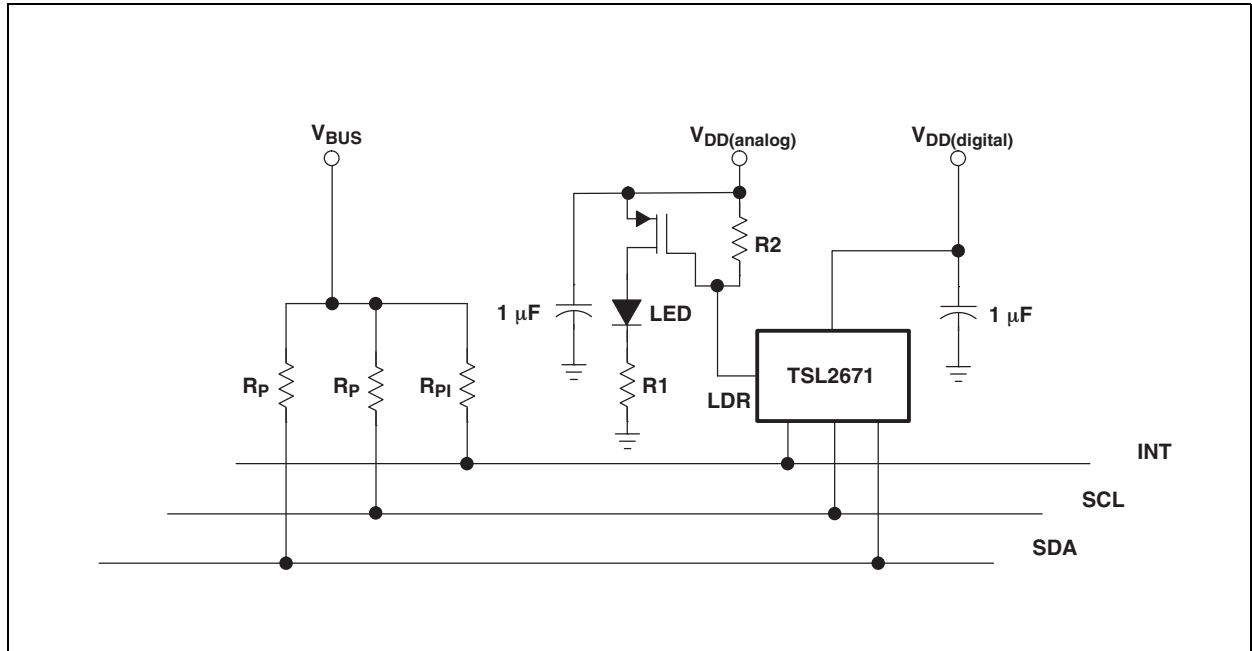 VBUS
VDD(analog)
VDD(digital)
R2
1 μF
LED
1 μF
RP
RP
RPI
R1
LDR
TSL2671
INT
SCL
SDA